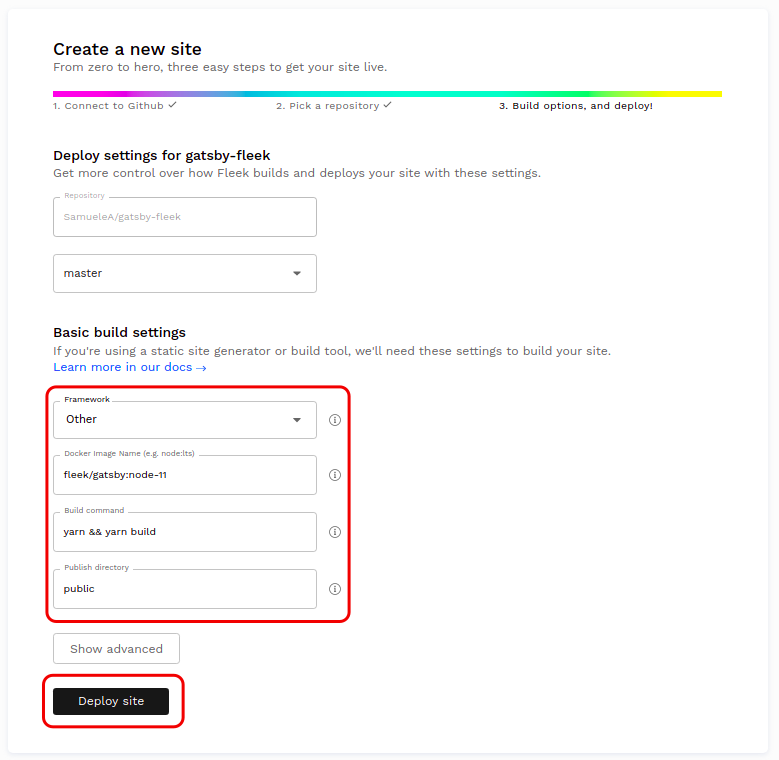 Create a new site
From zero to hero, three easy steps to get your site live.
1. Connect to Github ✓
2. Pick a repository ✓
3. Build options, and deploy!
Deploy settings for gatsby-fleek
Get more control over how Fleek builds and deploys your site with these settings.
Repository
SamueleA/gatsby-fleek
master
Basic build settings
If you're using a static site generator or build tool, we'll need these settings to build your site.
Learn more in our docs →
Framework
Other
Docker Image Name (e.g. node:lts)
fleek/gatsby:node-11
Build command
yarn && yarn build
Publish directory
public
Show advanced
Deploy site